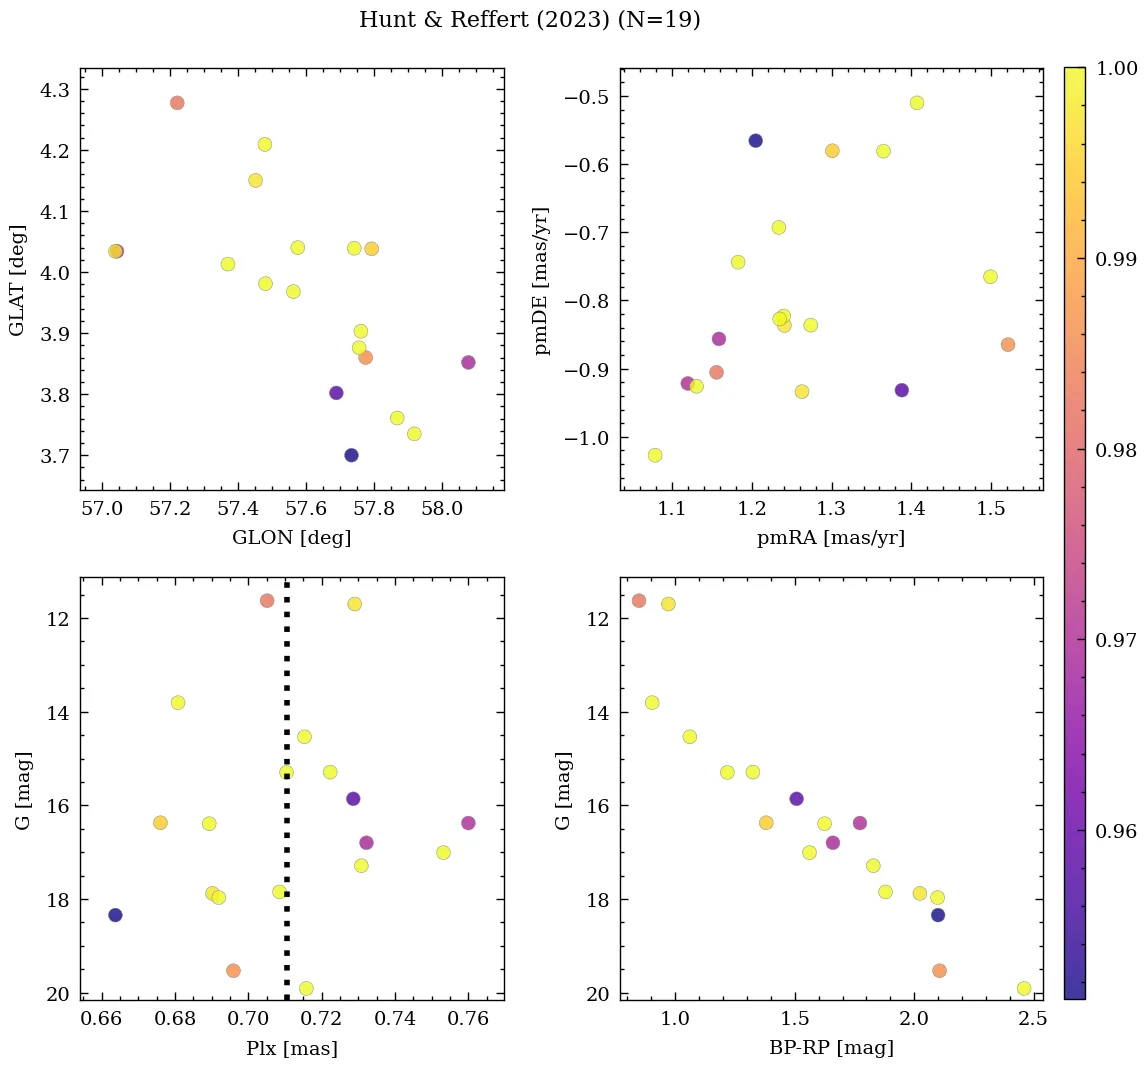 Hunt & Reffert (2023) (N=19)
4.3
4.2
4.1
4.0
3.9
3.8
3.7
GLAT [deg]
57.0 57.2 57.4 57.6 57.8 58.0
GLON [deg]
−0.5
−0.6
−0.7
−0.8
−0.9
−1.0
pmDE [mas/yr]
1.1 1.2 1.3 1.4 1.5
pmRA [mas/yr]
12
14
16
18
20
G [mag]
0.66 0.68 0.70 0.72 0.74 0.76
Plx [mas]
12
14
16
18
20
G [mag]
1.0 1.5 2.0 2.5
BP-RP [mag]
1.00
0.99
0.98
0.97
0.96